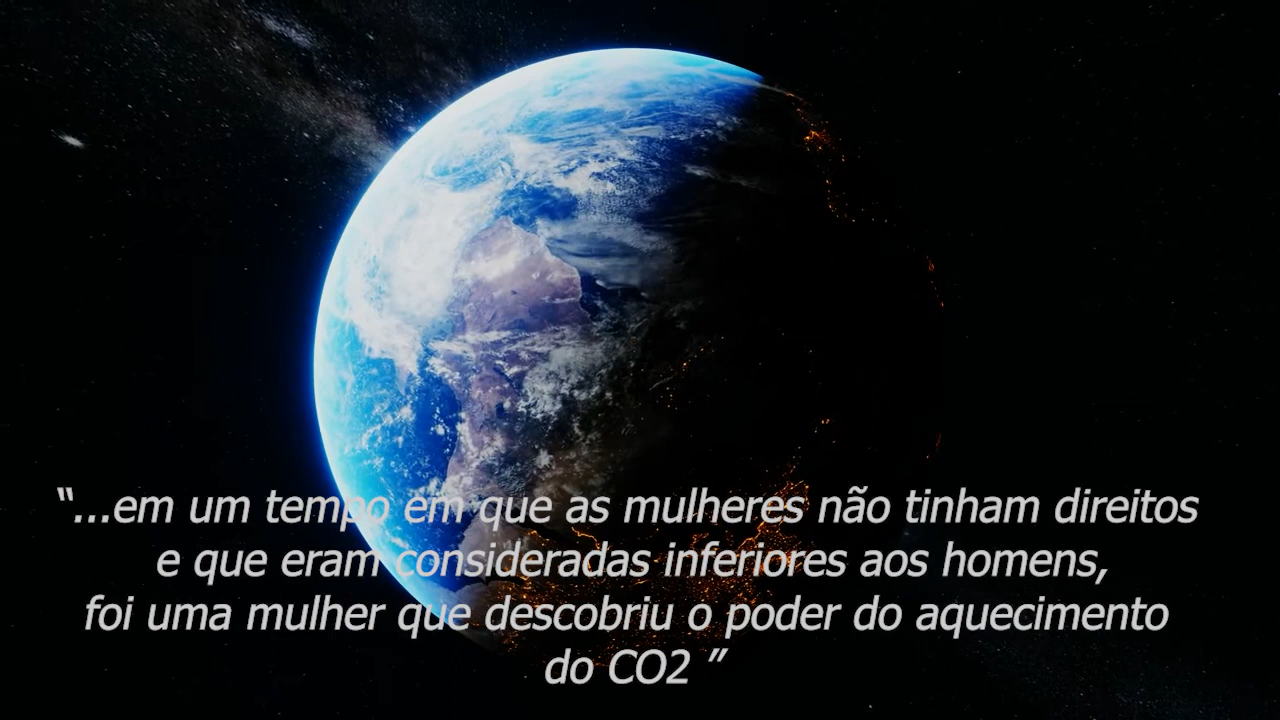 “...em um tempo em que as mulheres não tinham direitos
e que eram consideradas inferiores aos homens,
foi uma mulher que descobriu o poder do aquecimento
do CO2 ”